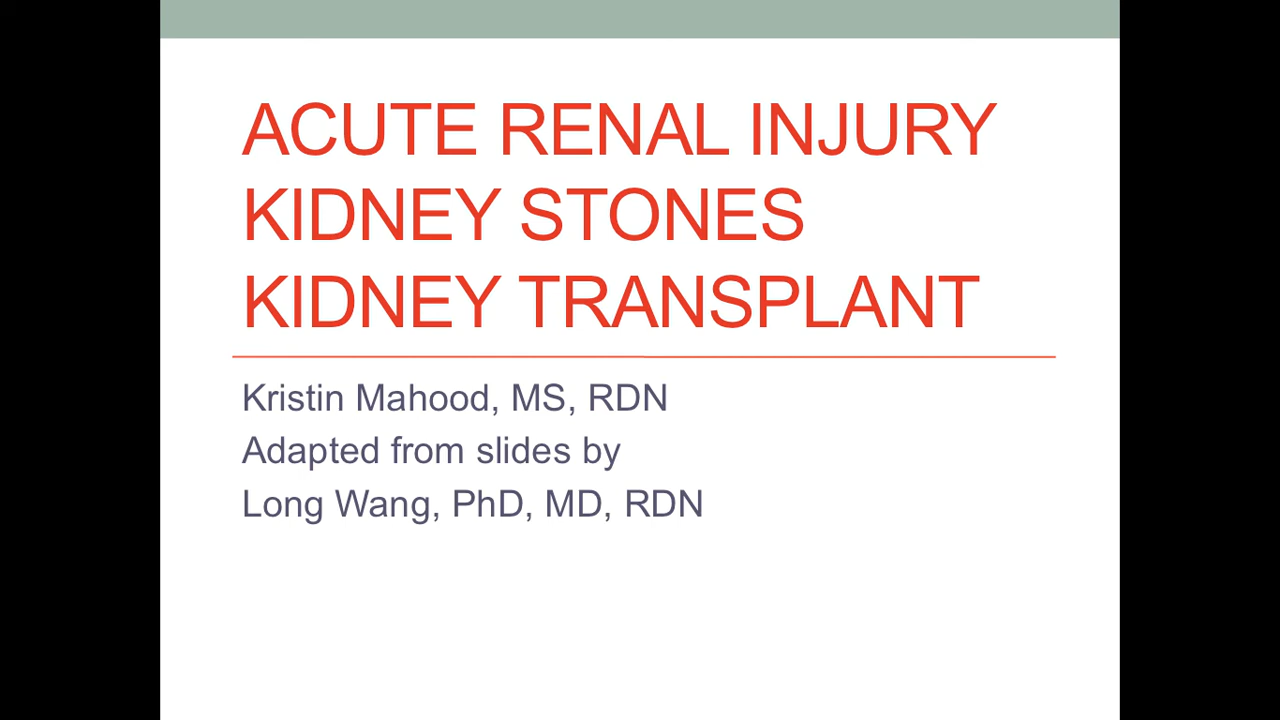 ACUTE RENAL INJURY
KIDNEY STONES
KIDNEY TRANSPLANT
Kristin Mahood, MS, RDN
Adapted from slides by
Long Wang, PhD, MD, RDN